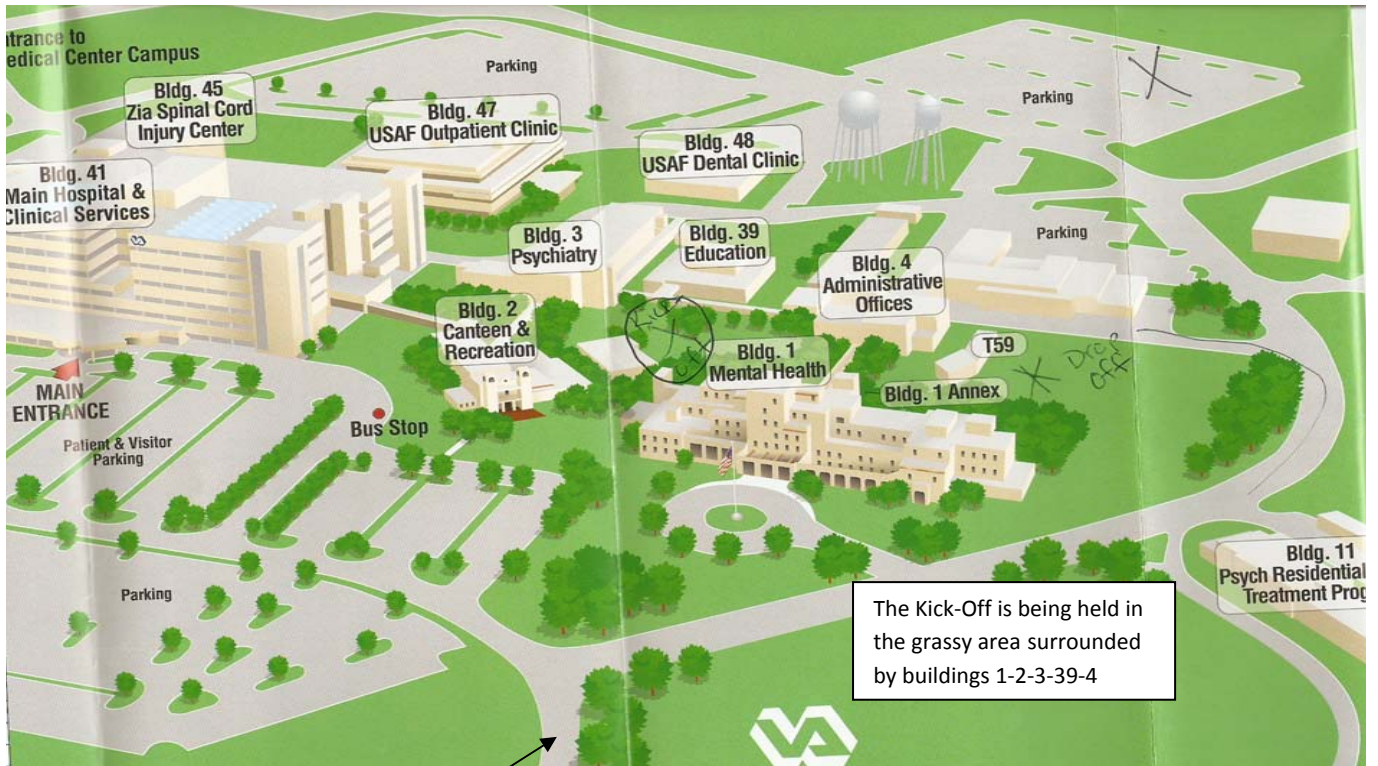 ntrance to
edical Center Campus
Parking
Bldg. 45
Zia Spinal Cord
Injury Center
Bldg. 47
USAF Outpatient Clinic
Parking
Bldg. 48
USAF Dental Clinic
Bldg. 41
Main Hospital &
Clinical Services
VA
Bldg. 3
Psychiatry
Bldg. 39
Education
Parking
Bldg. 4
Administrative
Offices
Bldg. 2
Canteen &
Recreation
Kick
off
Bldg. 1
Mental Health
T59
Drop
off
Bldg. 1 Annex
MAIN
ENTRANCE
Patient & Visitor
Parking
Bus Stop
Parking
Bldg. 11
Psych Residential
Treatment Prog
The Kick-Off is being held in
the grassy area surrounded
by buildings 1-2-3-39-4
VA